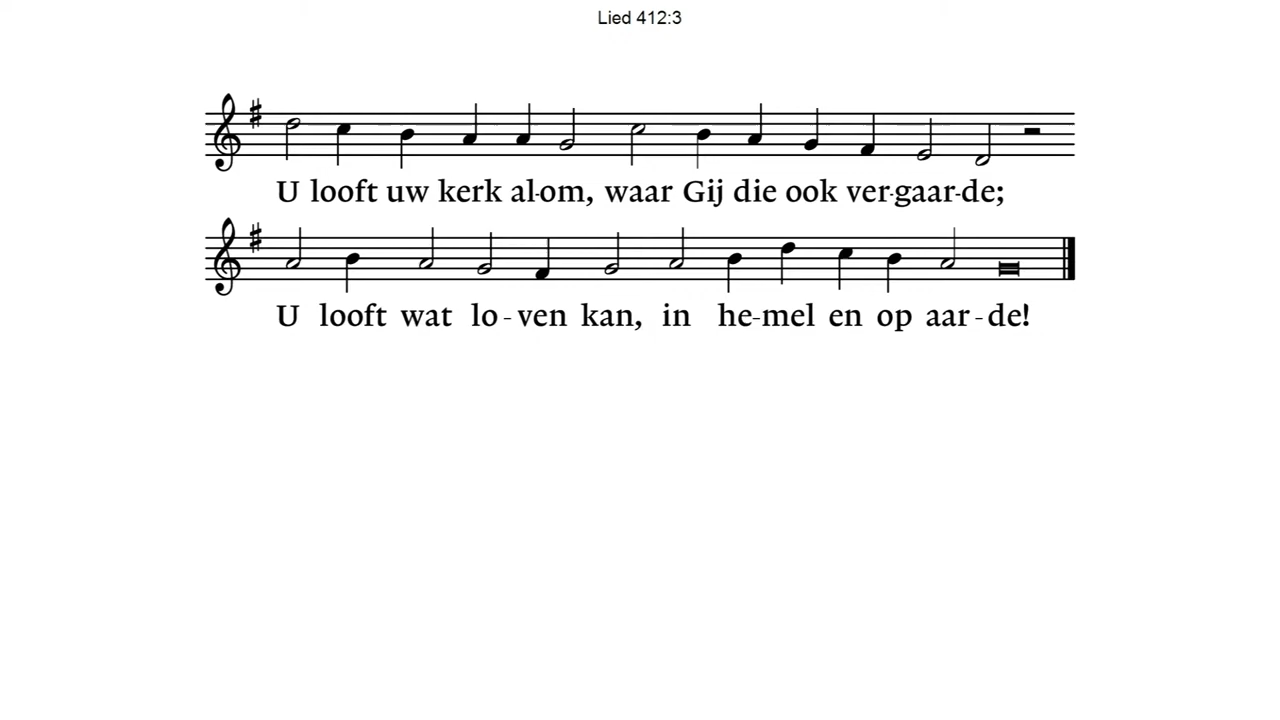 Lied 412:3
U looft uw kerk al-om, waar Gij die ook ver-gaar-de;
U looft wat lo-ven kan, in he-mel en op aar-de!